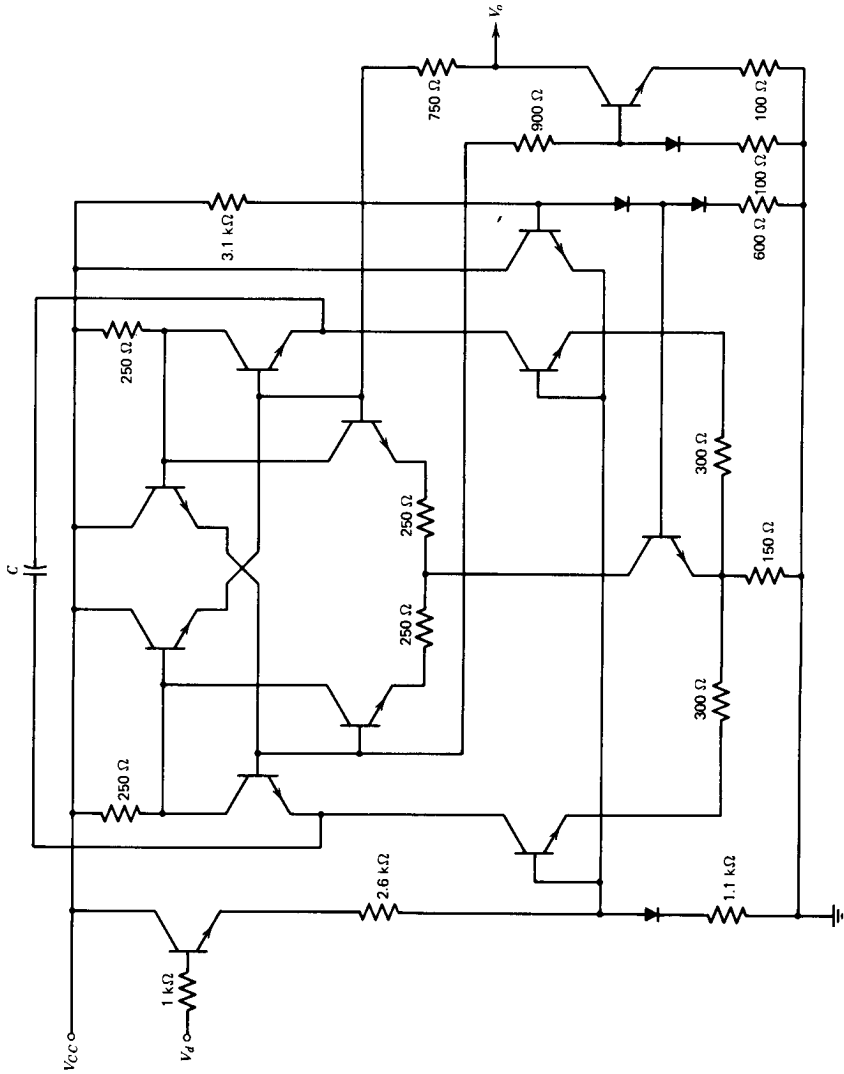 C
V_CC
V_d
1 kΩ
2.6 kΩ
1.1 kΩ
250 Ω
250 Ω
250 Ω
250 Ω
300 Ω
300 Ω
150 Ω
3.1 kΩ
600 Ω
100 Ω
100 Ω
900 Ω
750 Ω
V_o